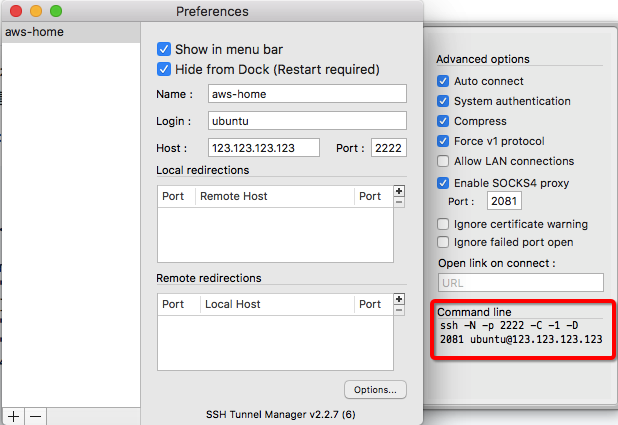 Preferences
aws-home
Show in menu bar
Hide from Dock (Restart required)
Name : aws-home
Login : ubuntu
Host : 123.123.123.123 Port : 2222
Local redirections
Port Remote Host Port
+
−
Remote redirections
Port Local Host Port
+
−
Options...
SSH Tunnel Manager v2.2.7 (6)
+ −
Advanced options
Auto connect
System authentication
Compress
Force v1 protocol
Allow LAN connections
Enable SOCKS4 proxy
Port : 2081
Ignore certificate warning
Ignore failed port open
Open link on connect :
URL
Command line
ssh -N -p 2222 -C -1 -D
2081 ubuntu@123.123.123.123